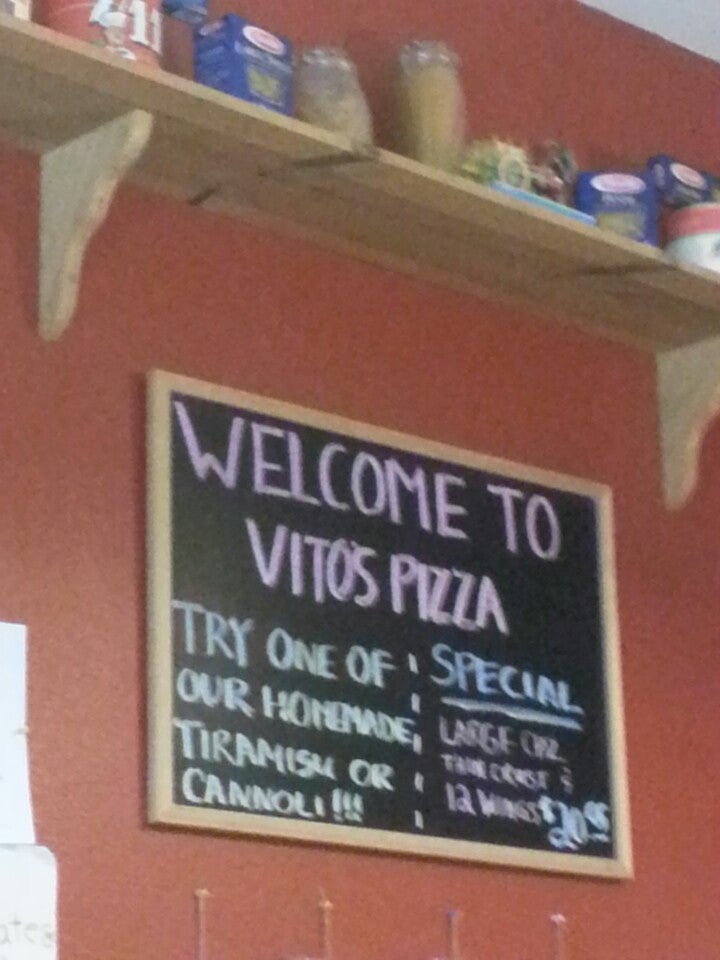 WELCOME TO
VITO'S PIZZA
TRY ONE OF
OUR HOMEMADE
TIRAMISU OR
CANNOLI!!!
SPECIAL
LARGE CHZ
THIN CRUST &
12 WINGS $20.95